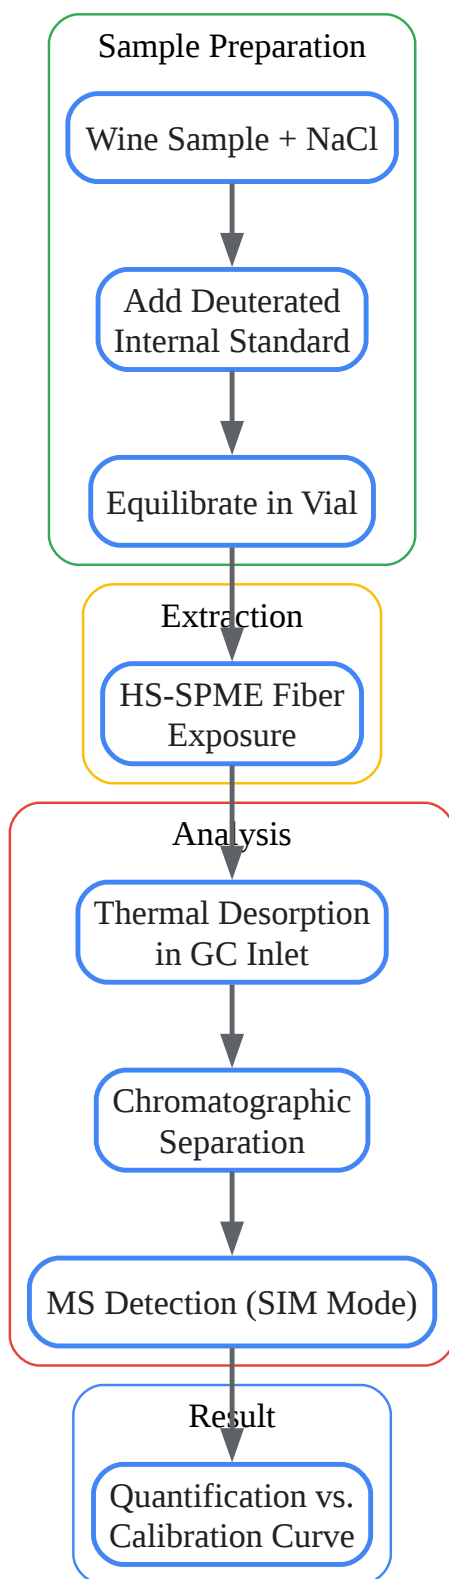 Sample Preparation
Wine Sample + NaCl
Add Deuterated
Internal Standard
Equilibrate in Vial
Extraction
HS-SPME Fiber
Exposure
Analysis
Thermal Desorption
in GC Inlet
Chromatographic
Separation
MS Detection (SIM Mode)
Result
Quantification vs.
Calibration Curve